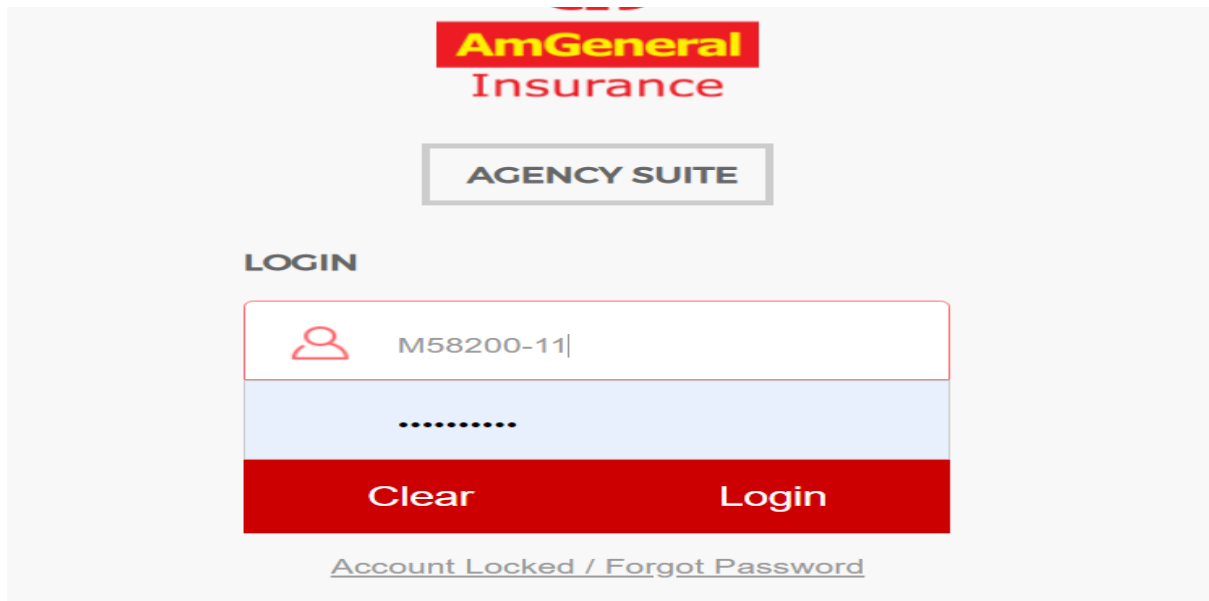 AmGeneral
Insurance
AGENCY SUITE
LOGIN
M58200-11
••••••••••
Clear Login
Account Locked / Forgot Password